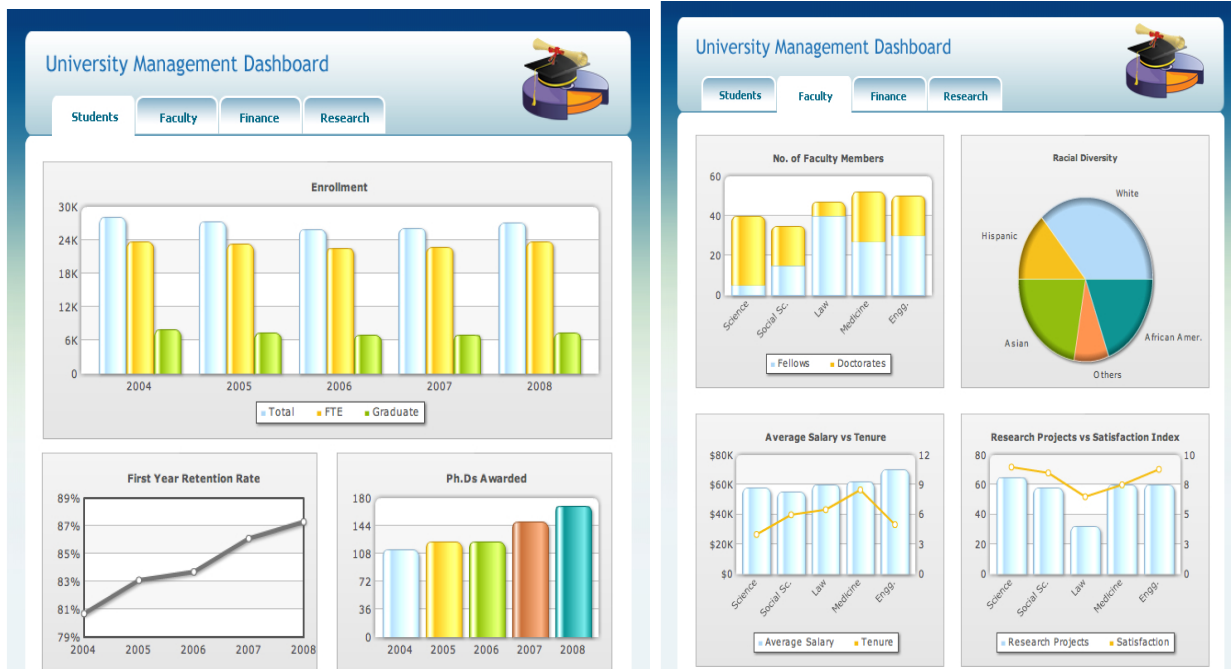 University Management Dashboard
Students Faculty Finance Research
Enrollment
30K
24K
18K
12K
6K
0
2004 2005 2006 2007 2008
Total FTE Graduate
First Year Retention Rate
89%
87%
85%
83%
81%
79%
2004 2005 2006 2007 2008
Ph.Ds Awarded
180
144
108
72
36
0
2004 2005 2006 2007 2008
University Management Dashboard
Students Faculty Finance Research
No. of Faculty Members
60
40
20
0
Science Social Sc. Law Medicine Engg.
Fellows Doctorates
Racial Diversity
White
Hispanic
Asian
African Amer.
Others
Average Salary vs Tenure
$80K 12
$60K 9
$40K 6
$20K 3
$0 0
Science Social Sc. Law Medicine Engg.
Average Salary Tenure
Research Projects vs Satisfaction Index
80 10
60 8
40 5
20 3
0 0
Science Social Sc. Law Medicine Engg.
Research Projects Satisfaction